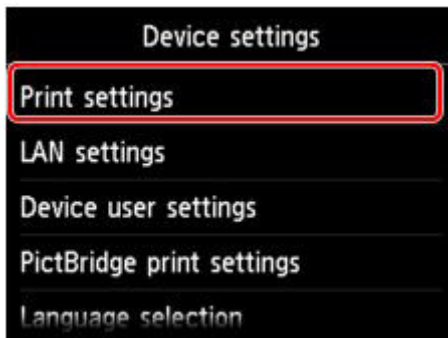 Device settings
Print settings
LAN settings
Device user settings
PictBridge print settings
Language selection